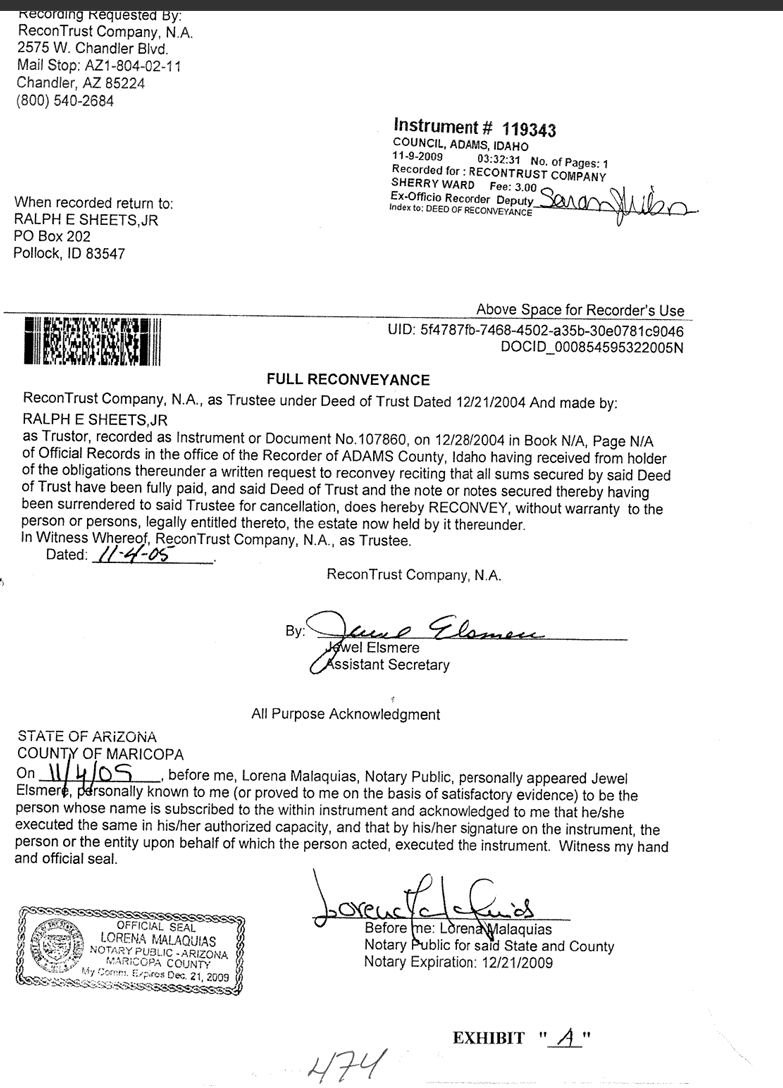 Recording Requested By:
ReconTrust Company, N.A.
2575 W. Chandler Blvd.
Mail Stop: AZ1-804-02-11
Chandler, AZ 85224
(800) 540-2684
Instrument # 119343
COUNCIL, ADAMS, IDAHO
11-9-2009 03:32:31 No. of Pages: 1
Recorded for : RECONTRUST COMPANY
SHERRY WARD Fee: 3.00
Ex-Officio Recorder Deputy
Index to: DEED OF RECONVEYANCE
When recorded return to:
RALPH E SHEETS,JR
PO Box 202
Pollock, ID 83547
Above Space for Recorder's Use
UID: 5f4787fb-7468-4502-a35b-30e0781c9046
DOCID_000854595322005N
FULL RECONVEYANCE
ReconTrust Company, N.A., as Trustee under Deed of Trust Dated 12/21/2004 And made by:
RALPH E SHEETS,JR
as Trustor, recorded as Instrument or Document No.107860, on 12/28/2004 in Book N/A, Page N/A
of Official Records in the office of the Recorder of ADAMS County, Idaho having received from holder
of the obligations thereunder a written request to reconvey reciting that all sums secured by said Deed
of Trust have been fully paid, and said Deed of Trust and the note or notes secured thereby having
been surrendered to said Trustee for cancellation, does hereby RECONVEY, without warranty to the
person or persons, legally entitled thereto, the estate now held by it thereunder.
In Witness Whereof, ReconTrust Company, N.A., as Trustee.
Dated: 11-4-05.
ReconTrust Company, N.A.
By: Jewel Elsmere
Jewel Elsmere
Assistant Secretary
All Purpose Acknowledgment
STATE OF ARIZONA
COUNTY OF MARICOPA
On 11/4/05, before me, Lorena Malaquias, Notary Public, personally appeared Jewel
Elsmere, personally known to me (or proved to me on the basis of satisfactory evidence) to be the
person whose name is subscribed to the within instrument and acknowledged to me that he/she
executed the same in his/her authorized capacity, and that by his/her signature on the instrument, the
person or the entity upon behalf of which the person acted, executed the instrument. Witness my hand
and official seal.
Lorena Malaquias
Before me: Lorena Malaquias
Notary Public for said State and County
Notary Expiration: 12/21/2009
OFFICIAL SEAL
LORENA MALAQUIAS
NOTARY PUBLIC - ARIZONA
MARICOPA COUNTY
My Comm. Expires Dec. 21, 2009
EXHIBIT "A"
474